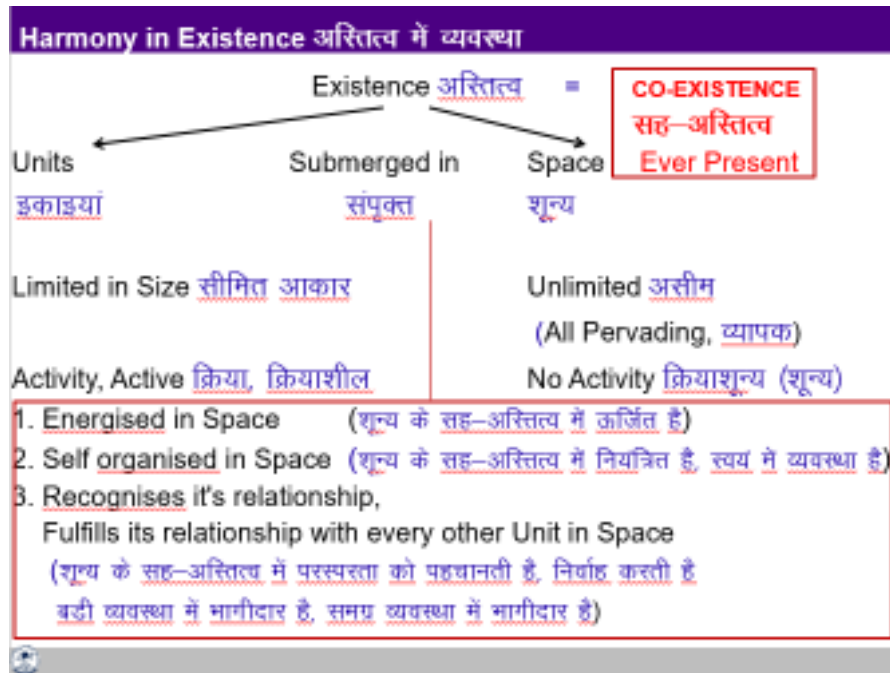 Harmony in Existence अस्तित्व में व्यवस्था
Existence अस्तित्व =
CO-EXISTENCE
सह–अस्तित्व
Ever Present
Units Submerged in Space
इकाइयां संपृक्त शून्य
Limited in Size सीमित आकार Unlimited असीम
(All Pervading, व्यापक)
Activity, Active क्रिया, क्रियाशील No Activity क्रियाशून्य (शून्य)
1. Energised in Space (शून्य के सह–अस्तित्व में ऊर्जित है)
2. Self organised in Space (शून्य के सह–अस्तित्व में नियंत्रित है, स्वयं में व्यवस्था है)
3. Recognises it's relationship,
Fulfills its relationship with every other Unit in Space
(शून्य के सह–अस्तित्व में परस्परता को पहचानती है, निर्वाह करती है
बड़ी व्यवस्था में भागीदार है, समग्र व्यवस्था में भागीदार है)